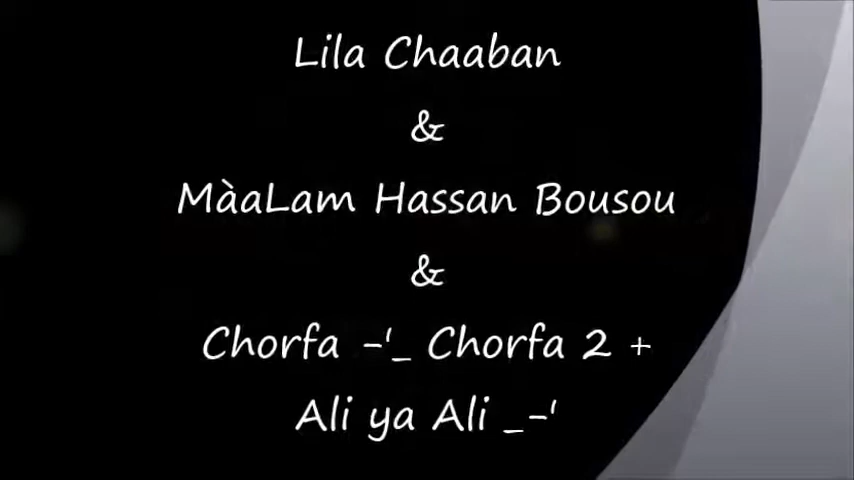 Lila Chaaban
&
MàaLam Hassan Bousou
&
Chorfa -'_ Chorfa 2 +
Ali ya Ali _-'